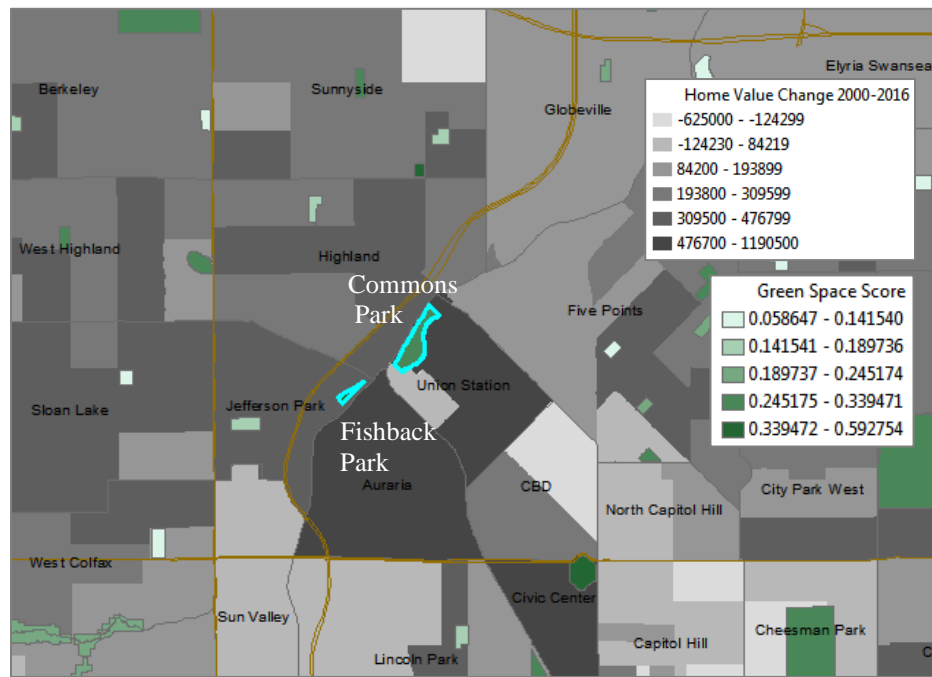 Berkeley
Sunnyside
Elyria Swansea
Globeville
Home Value Change 2000-2016
-625000 - -124299
-124230 - 84219
84200 - 193899
193800 - 309599
309500 - 476799
476700 - 1190500
West Highland
Highland
Commons
Park
Five Points
Green Space Score
0.058647 - 0.141540
0.141541 - 0.189736
0.189737 - 0.245174
0.245175 - 0.339471
0.339472 - 0.592754
Union Station
Sloan Lake
Jefferson Park
Fishback
Park
Auraria
CBD
City Park West
North Capitol Hill
West Colfax
Civic Center
Sun Valley
Capitol Hill
Cheesman Park
Lincoln Park
C